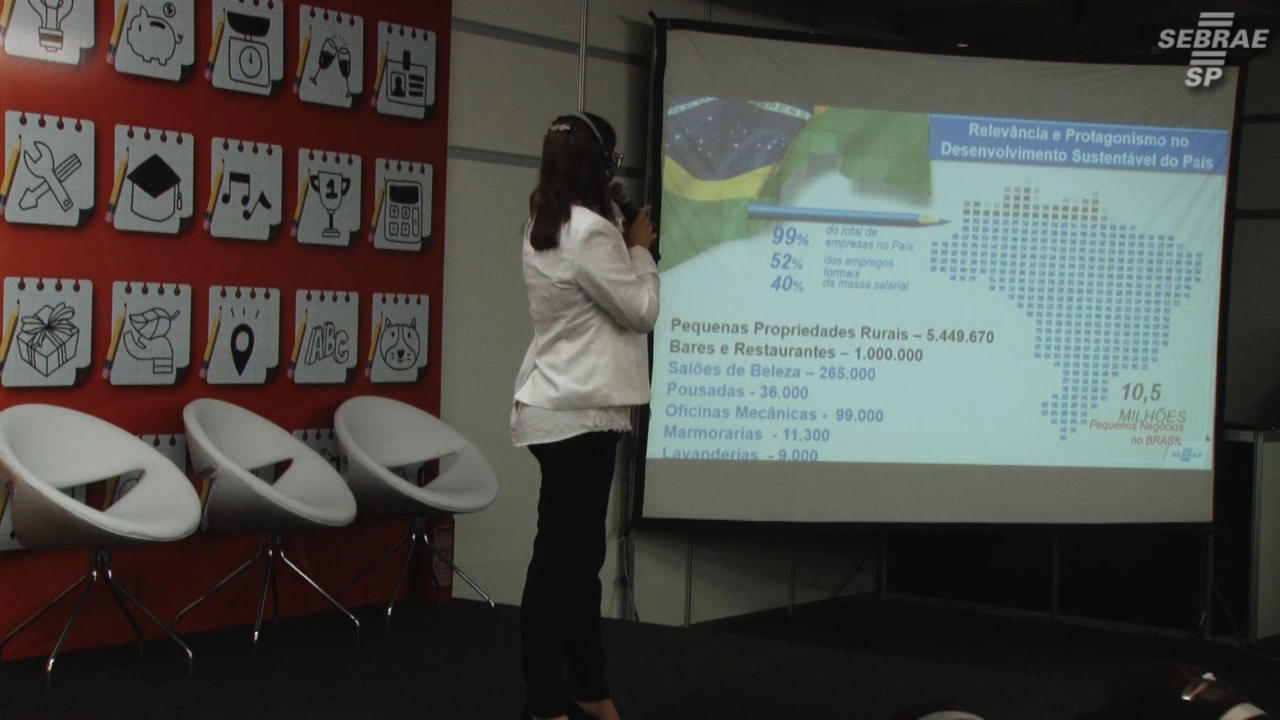 SEBRAE
SP
Relevância e Protagonismo no
Desenvolvimento Sustentável do País
99% do total de
empresas no País
52% dos empregos
formais
40% da massa salarial
Pequenas Propriedades Rurais – 5.449.670
Bares e Restaurantes – 1.000.000
Salões de Beleza – 265.000
Pousadas - 36.000
Oficinas Mecânicas - 99.000
Marmorarias - 11.300
Lavanderias - 9.000
10,5
MILHÕES
Pequenos Negócios
no BRASIL
SEBRAE
1
ABC